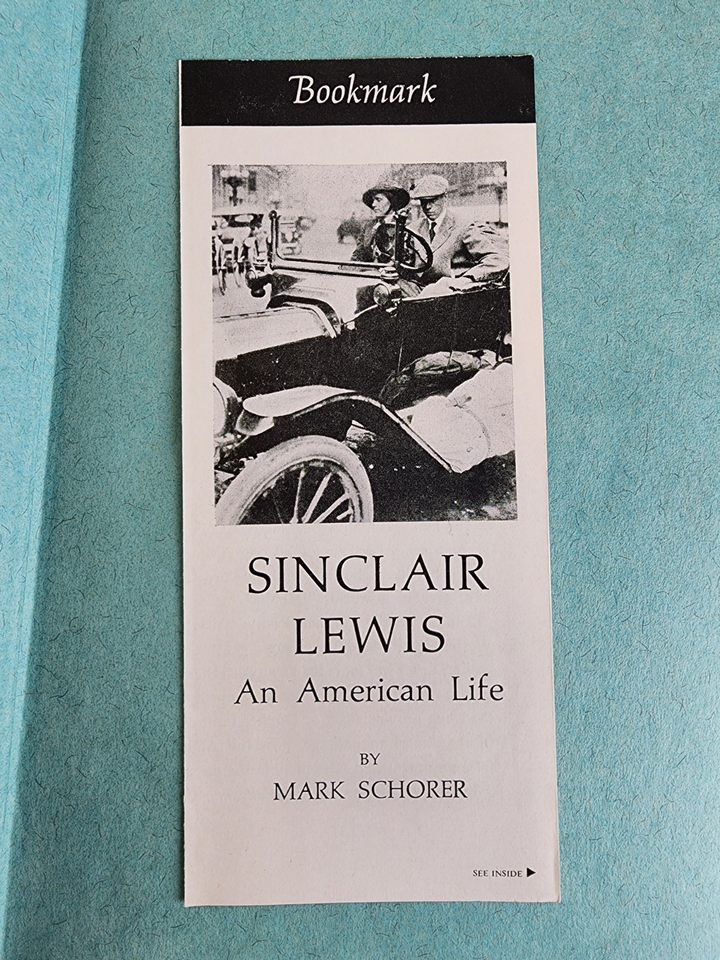 Bookmark
SINCLAIR
LEWIS
An American Life
BY
MARK SCHORER
SEE INSIDE ▶